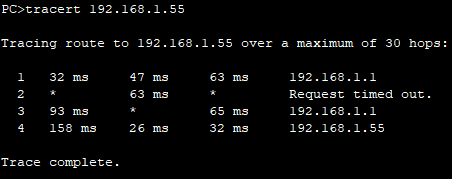 PC>tracert 192.168.1.55
Tracing route to 192.168.1.55 over a maximum of 30 hops:
1 32 ms 47 ms 63 ms 192.168.1.1
2 * 63 ms * Request timed out.
3 93 ms * 65 ms 192.168.1.1
4 158 ms 26 ms 32 ms 192.168.1.55
Trace complete.